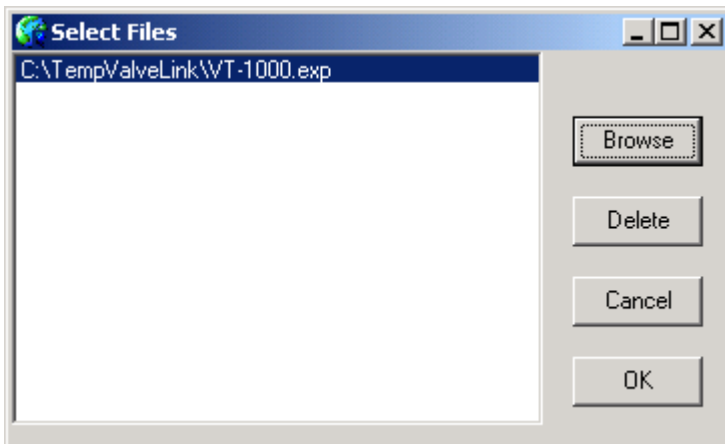 Select Files
C:\TempValveLink\VT-1000.exp
Browse
Delete
Cancel
OK